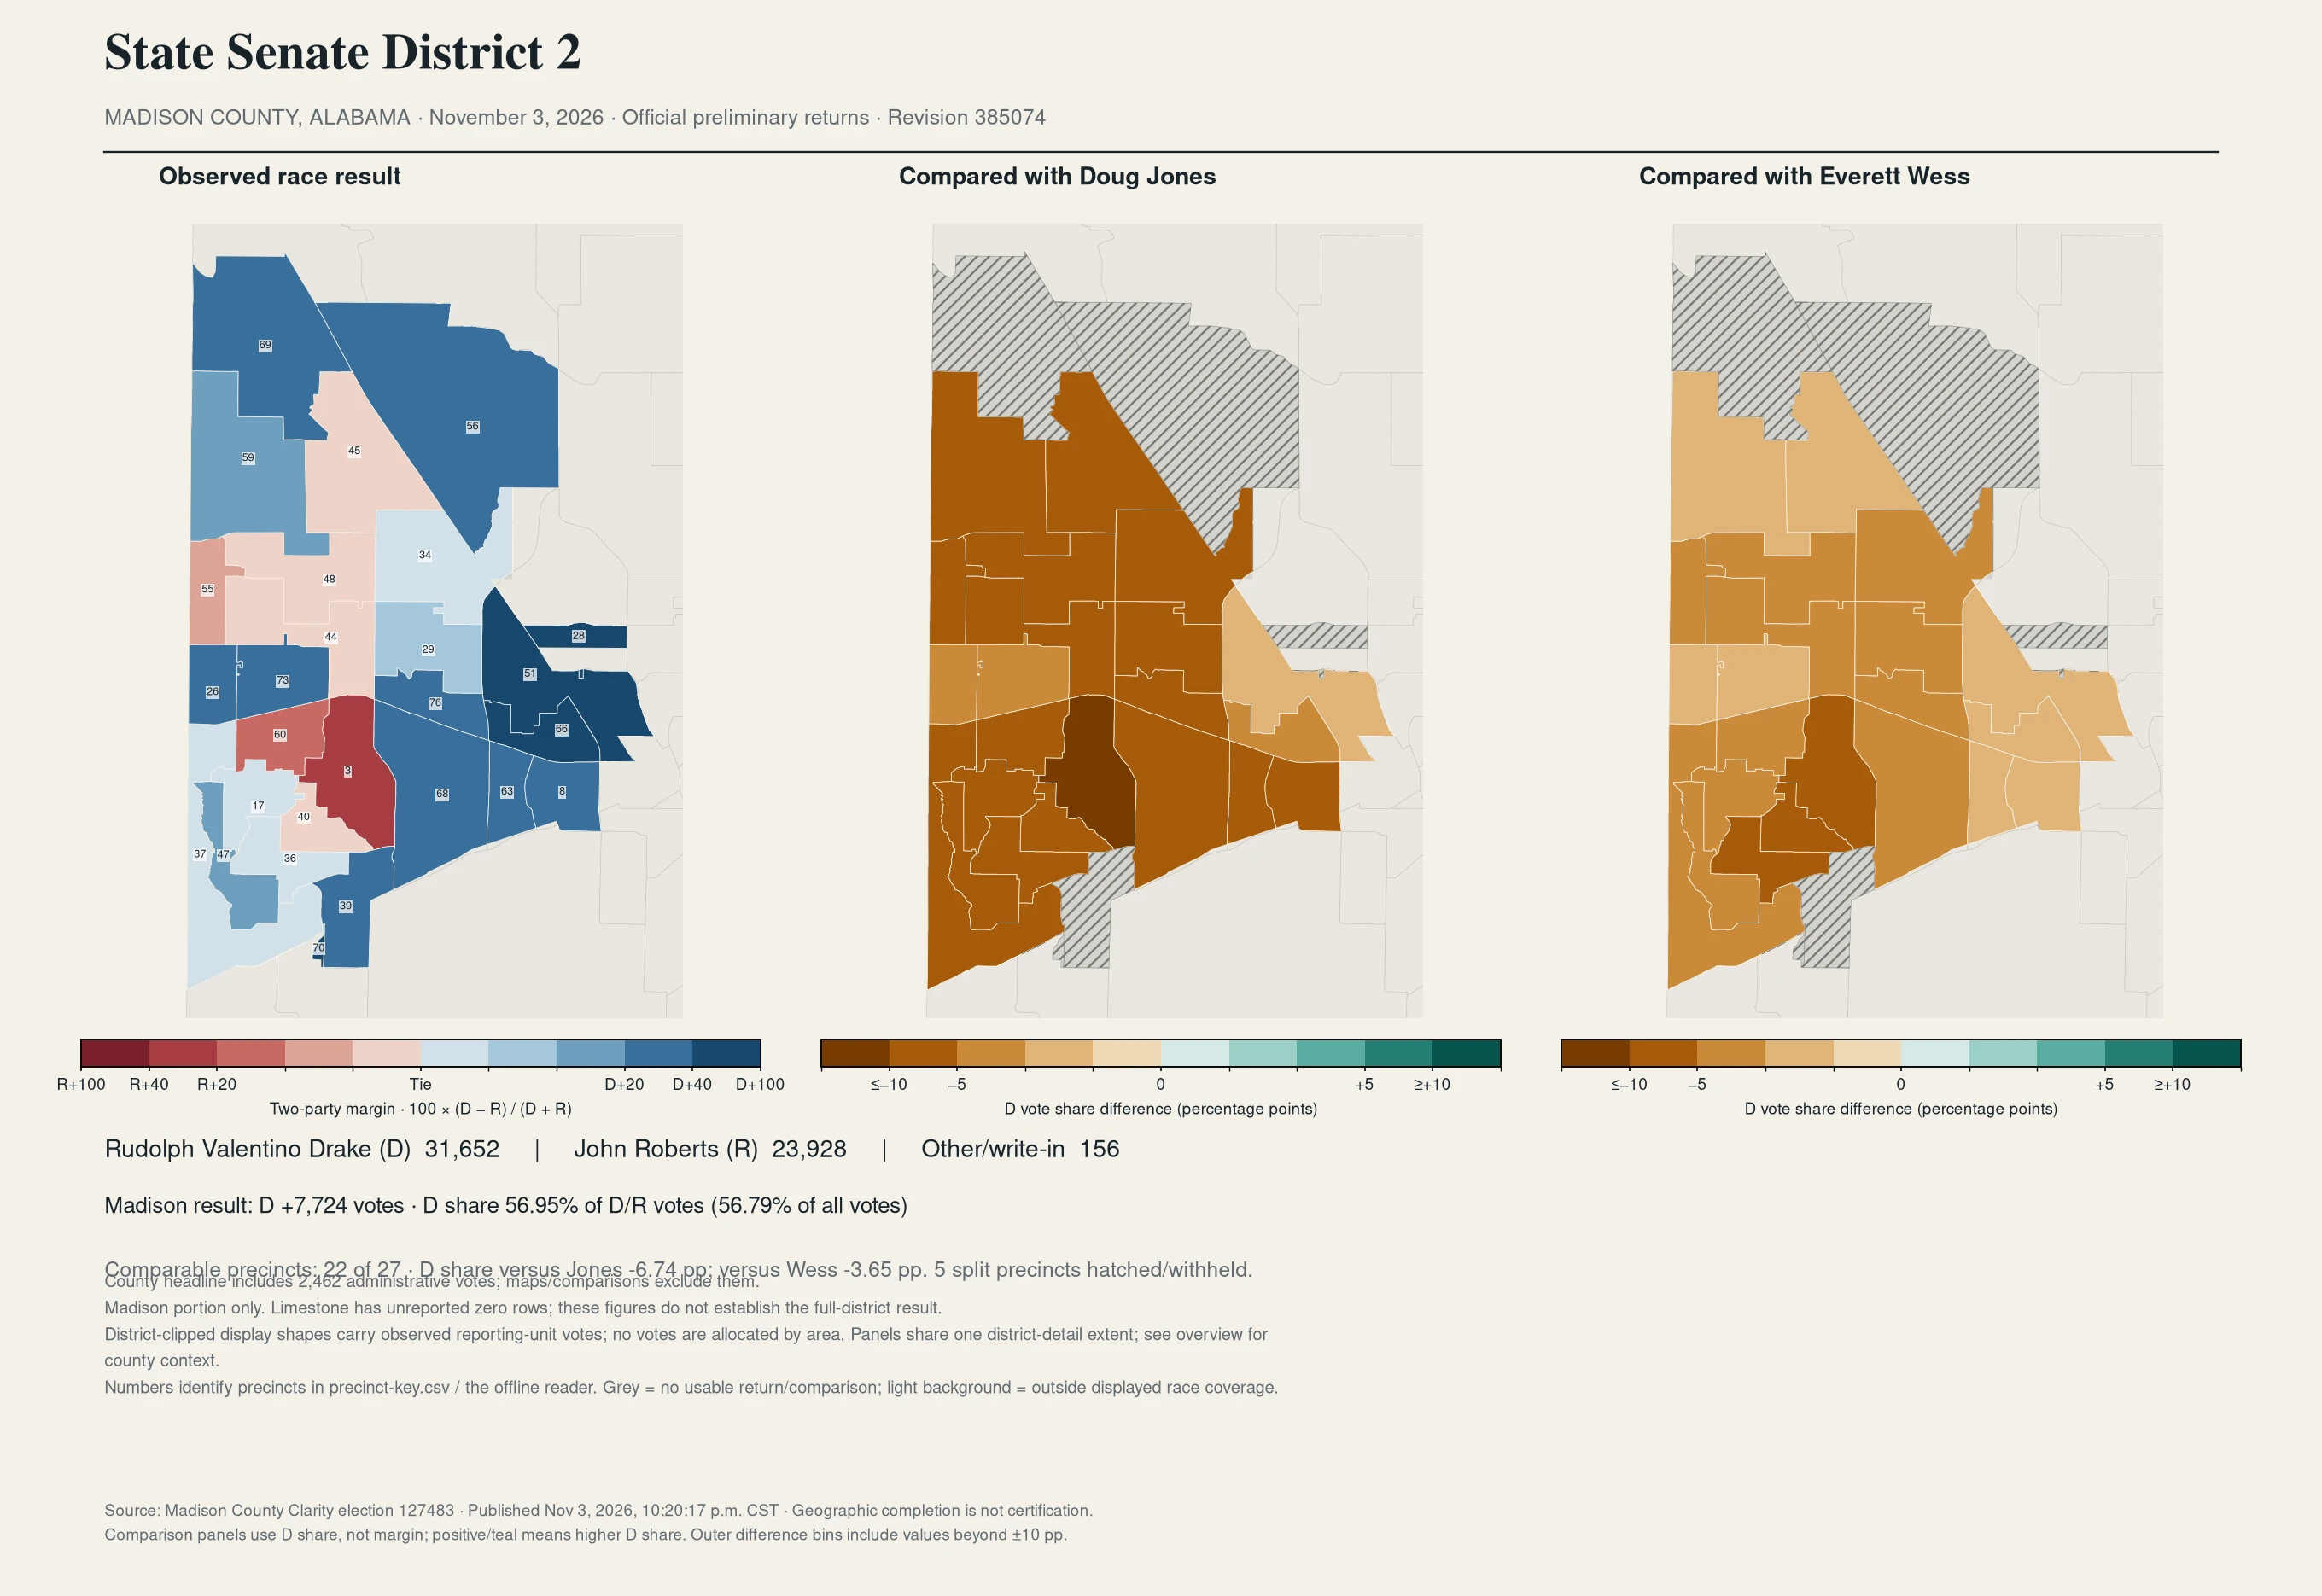 State Senate District 2
MADISON COUNTY, ALABAMA · November 3, 2026 · Official preliminary returns · Revision 385074
Observed race result
Compared with Doug Jones
Compared with Everett Wess
69
56
45
59
34
55
48
44
29
28
51
26
73
76
66
60
3
68
63
8
17
40
37
47
36
39
70
R+100 R+40 R+20 Tie D+20 D+40 D+100
Two-party margin · 100 × (D − R) / (D + R)
≤−10 −5 0 +5 ≥+10
D vote share difference (percentage points)
≤−10 −5 0 +5 ≥+10
D vote share difference (percentage points)
Rudolph Valentino Drake (D) 31,652 | John Roberts (R) 23,928 | Other/write-in 156
Madison result: D +7,724 votes · D share 56.95% of D/R votes (56.79% of all votes)
Comparable precincts: 22 of 27 · D share versus Jones -6.74 pp; versus Wess -3.65 pp. 5 split precincts hatched/withheld.
County headline includes 2,462 administrative votes; maps/comparisons exclude them.
Madison portion only. Limestone has unreported zero rows; these figures do not establish the full-district result.
District-clipped display shapes carry observed reporting-unit votes; no votes are allocated by area. Panels share one district-detail extent; see overview for
county context.
Numbers identify precincts in precinct-key.csv / the offline reader. Grey = no usable return/comparison; light background = outside displayed race coverage.
Source: Madison County Clarity election 127483 · Published Nov 3, 2026, 10:20:17 p.m. CST · Geographic completion is not certification.
Comparison panels use D share, not margin; positive/teal means higher D share. Outer difference bins include values beyond ±10 pp.